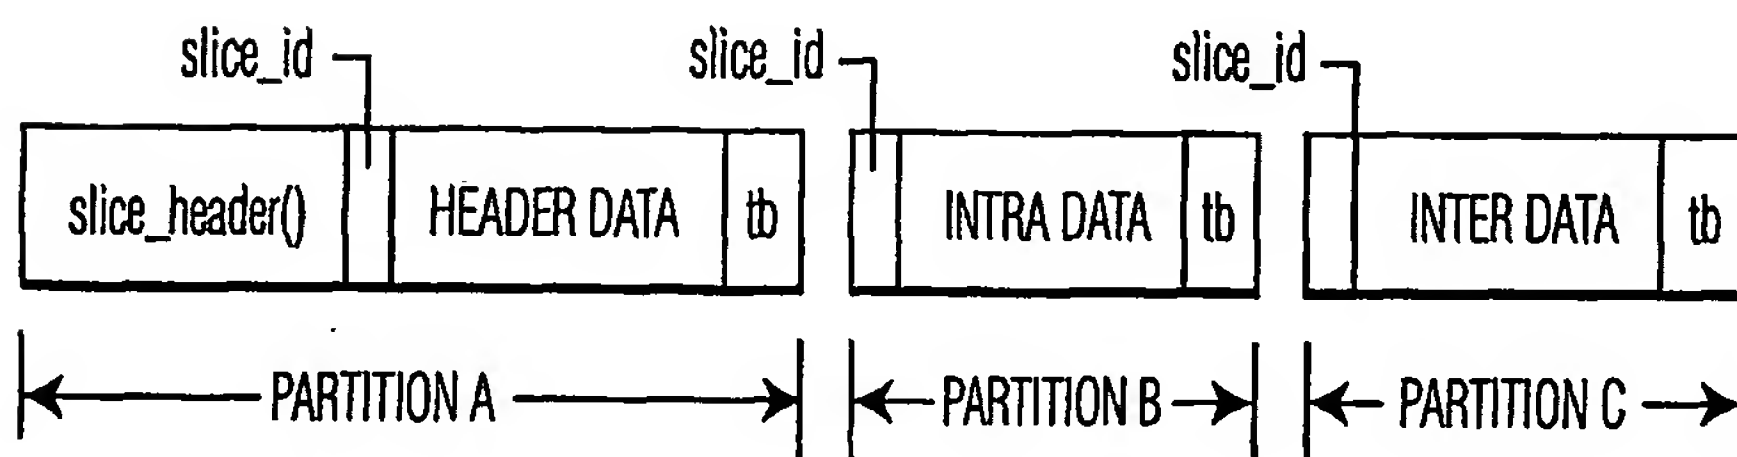 slice_id slice_id slice_id
slice_header() HEADER DATA tb INTRA DATA tb INTER DATA tb
PARTITION A PARTITION B PARTITION C